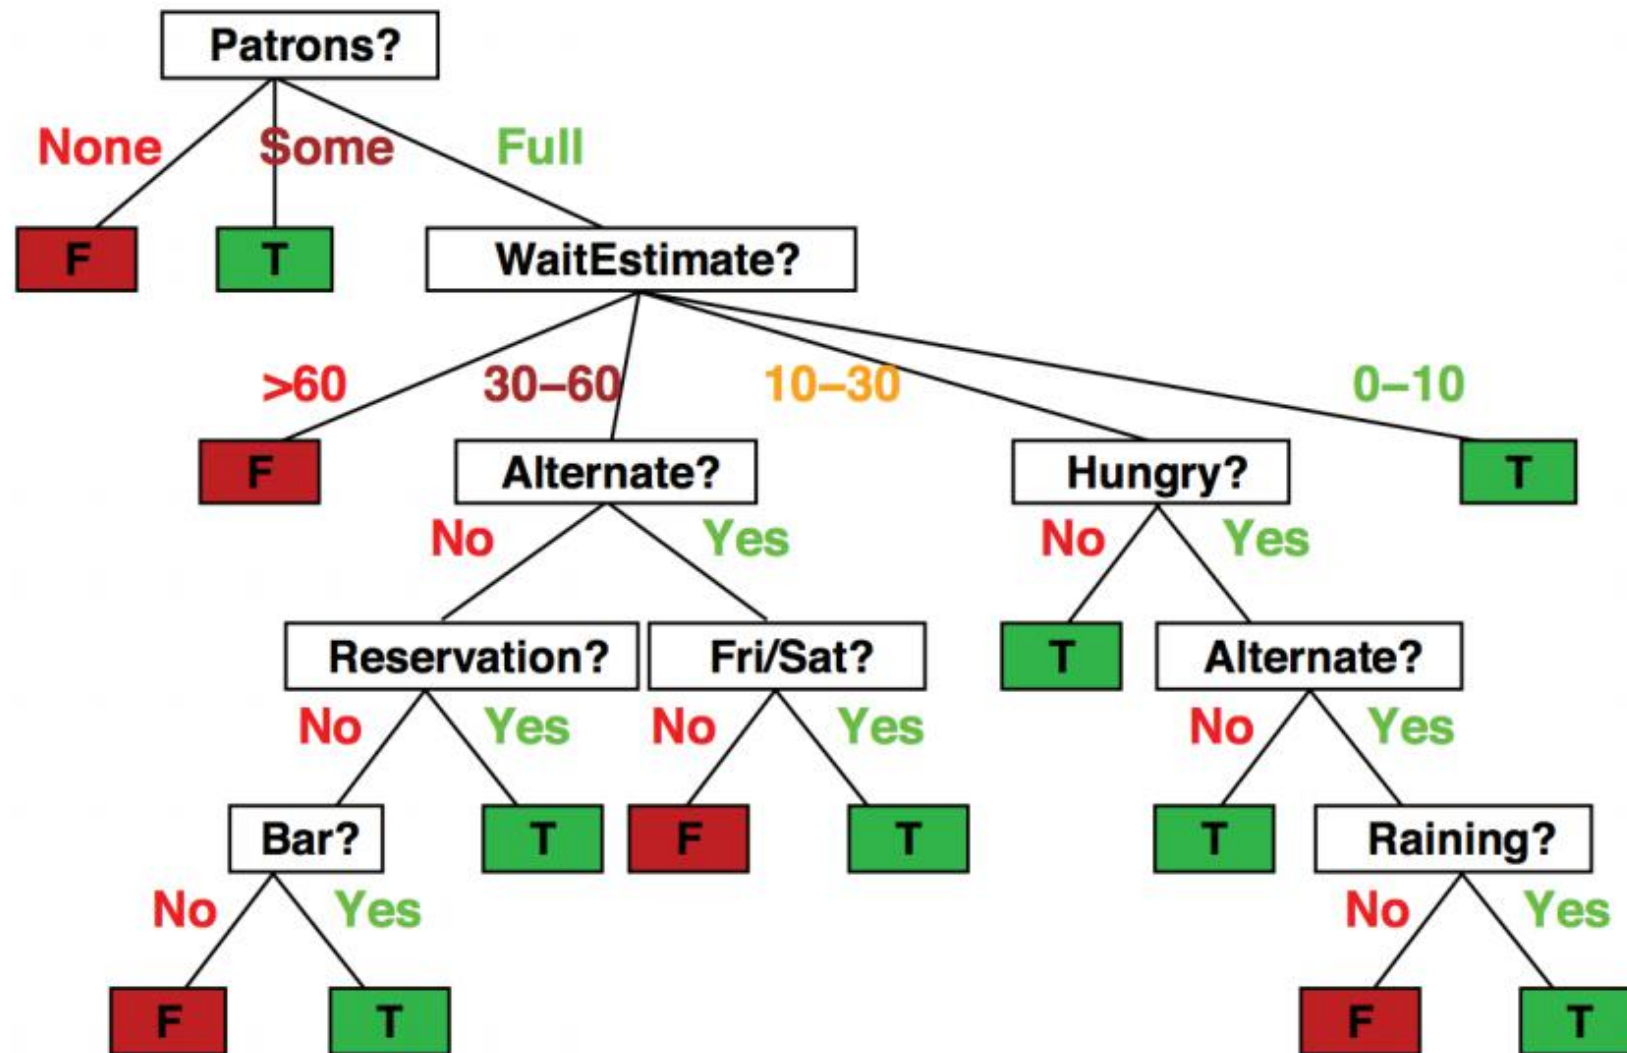 Patrons?
None Some Full
F T WaitEstimate?
>60 30–60 10–30 0–10
F Alternate? Hungry? T
No Yes No Yes
Reservation? Fri/Sat? T Alternate?
No Yes No Yes No Yes
Bar? T F T T Raining?
No Yes No Yes
F T F T